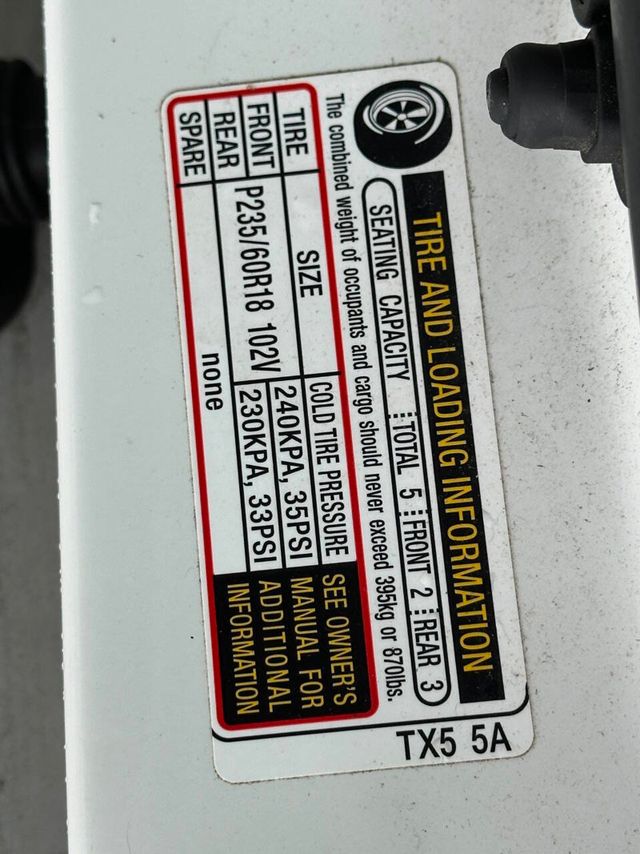 TIRE AND LOADING INFORMATION
SEATING CAPACITY TOTAL 5 FRONT 2 REAR 3
The combined weight of occupants and cargo should never exceed 395kg or 870lbs.
TIRE SIZE COLD TIRE PRESSURE
FRONT P235/60R18 102V 240KPA, 35PSI
REAR 230KPA, 33PSI
SPARE none
SEE OWNER'S
MANUAL FOR
ADDITIONAL
INFORMATION
TX5 5A